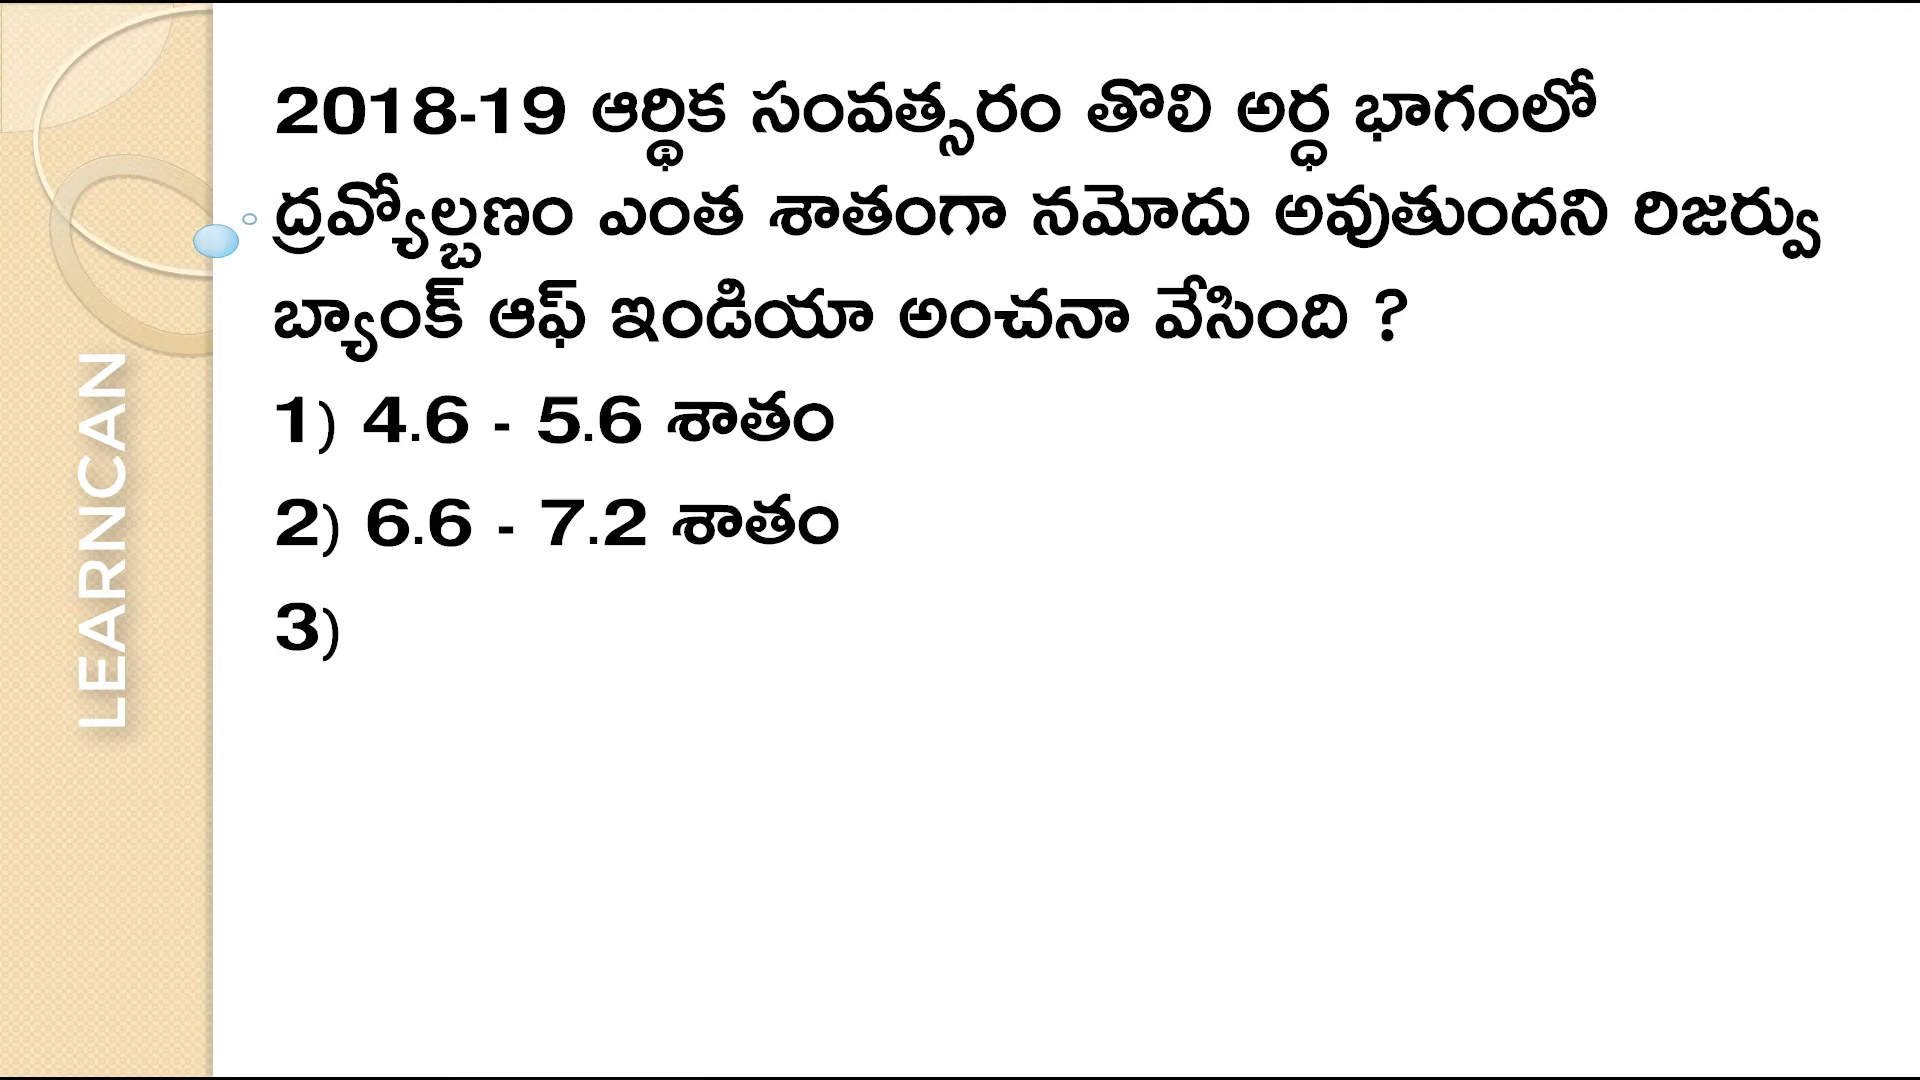 2018-19 ఆర్థిక సంవత్సరం తొలి అర్ధ భాగంలో
ద్రవ్యోల్బణం ఎంత శాతంగా నమోదు అవుతుందని రిజర్వు
బ్యాంక్ ఆఫ్ ఇండియా అంచనా వేసింది ?
1) 4.6 - 5.6 శాతం
2) 6.6 - 7.2 శాతం
3)
LEARNCAN